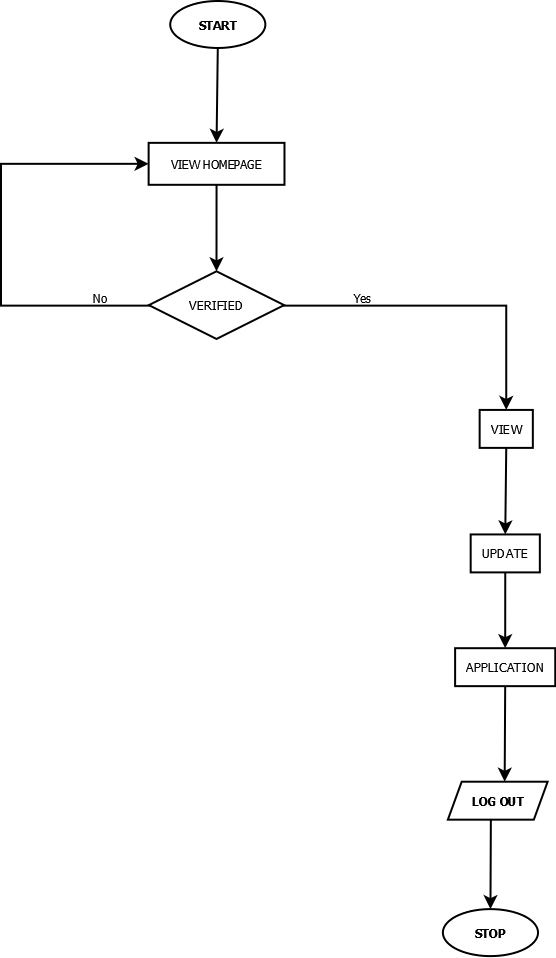 START
VIEW HOMEPAGE
No
VERIFIED
Yes
VIEW
UPDATE
APPLICATION
LOG OUT
STOP